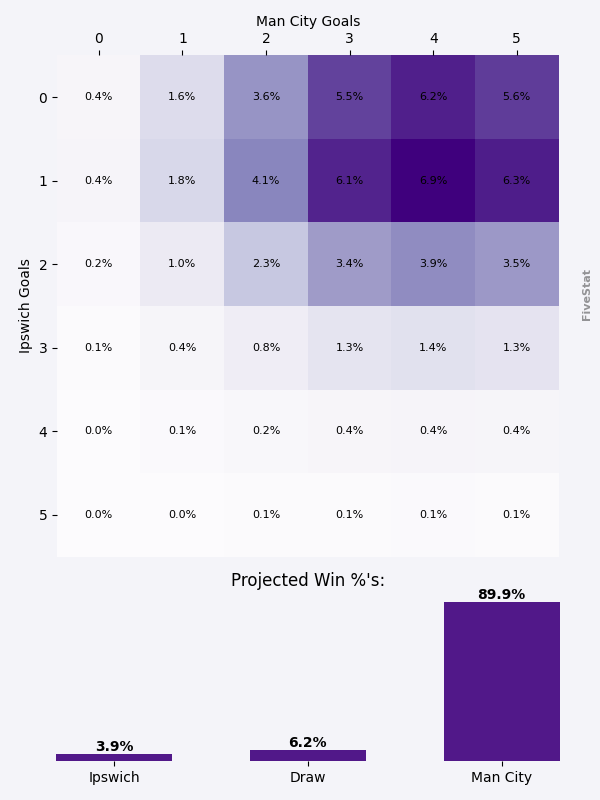 Man City Goals
0 1 2 3 4 5
0 0.4% 1.6% 3.6% 5.5% 6.2% 5.6%
1 0.4% 1.8% 4.1% 6.1% 6.9% 6.3%
2 0.2% 1.0% 2.3% 3.4% 3.9% 3.5%
3 0.1% 0.4% 0.8% 1.3% 1.4% 1.3%
4 0.0% 0.1% 0.2% 0.4% 0.4% 0.4%
5 0.0% 0.0% 0.1% 0.1% 0.1% 0.1%
Ipswich Goals
FiveStat
Projected Win %'s:
3.9% 6.2% 89.9%
Ipswich Draw Man City